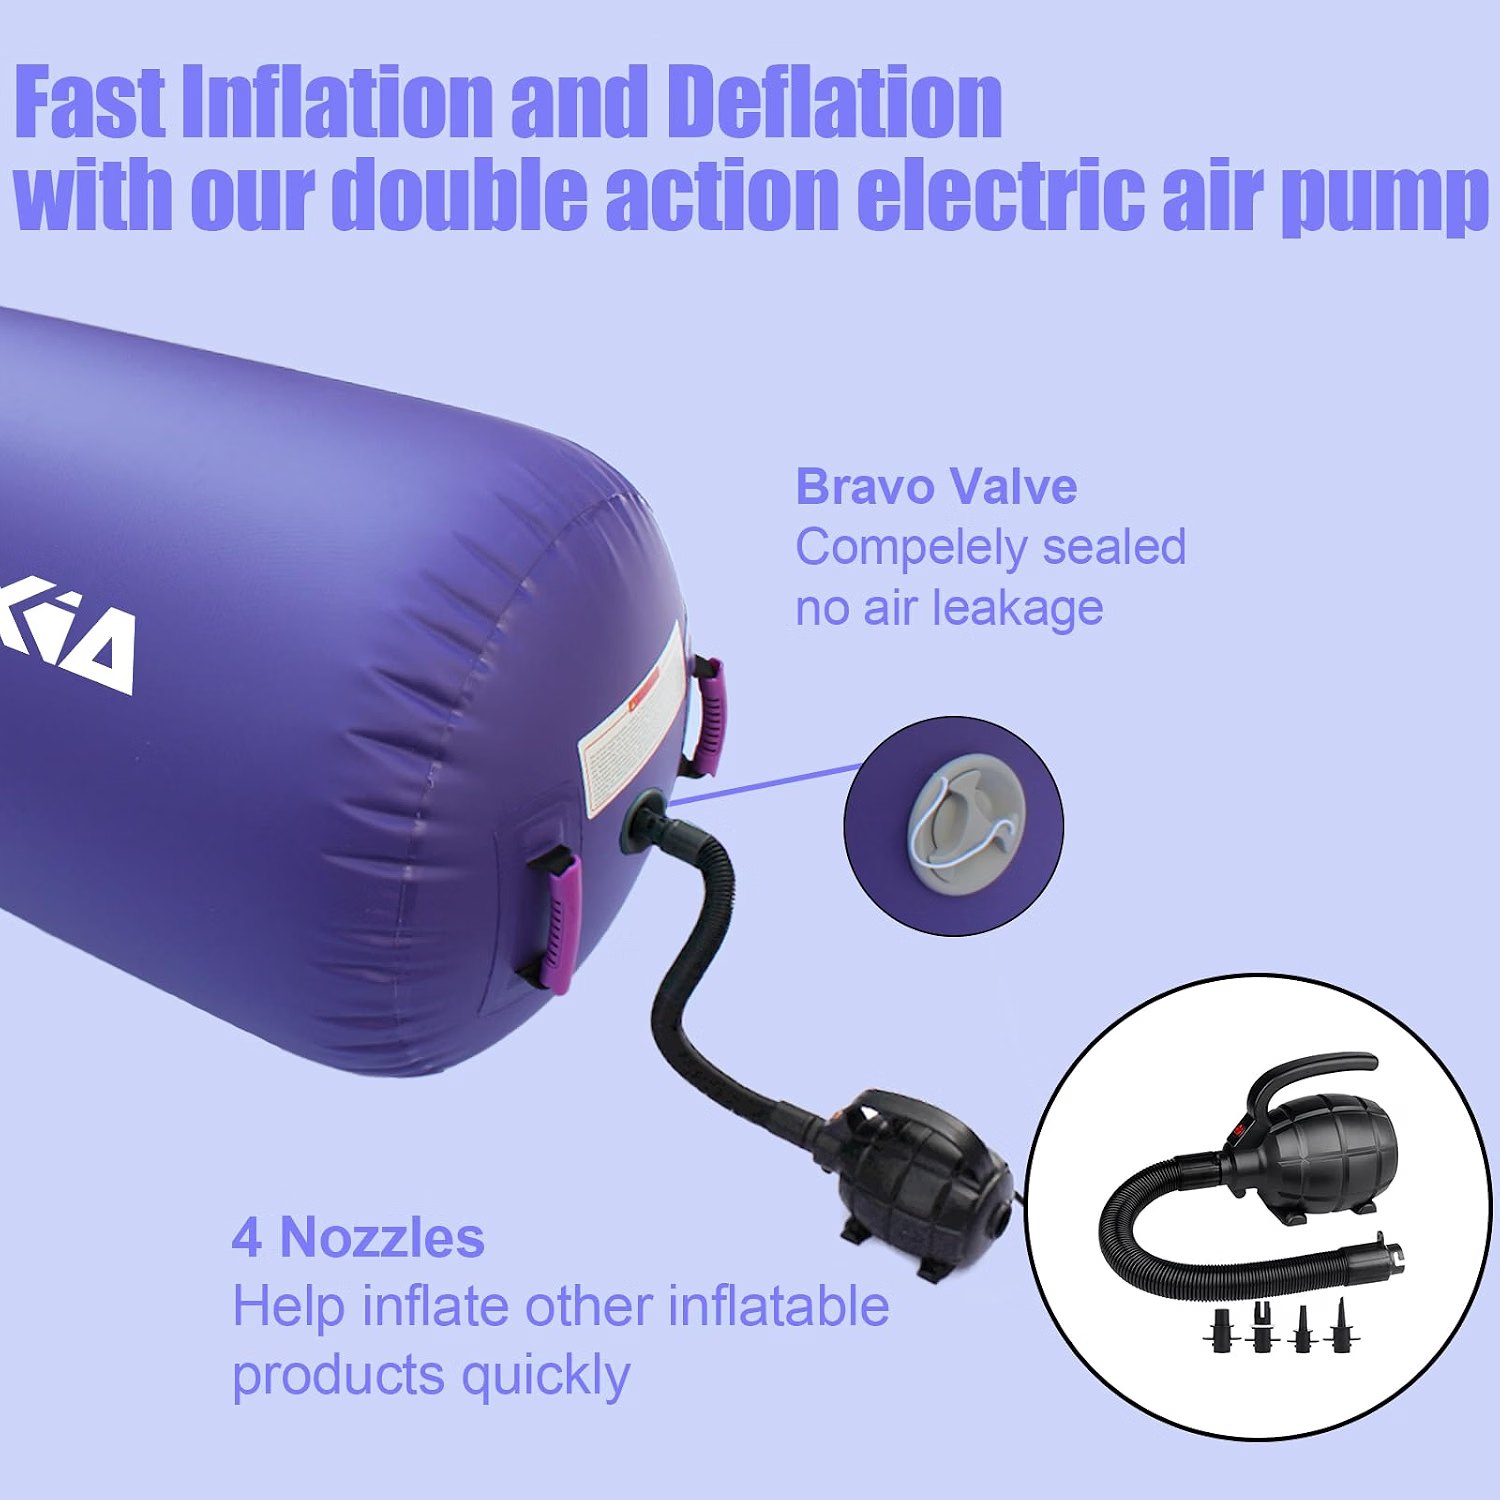 Fast Inflation and Deflation
with our double action electric air pump
Bravo Valve
Compelely sealed
no air leakage
KiA
4 Nozzles
Help inflate other inflatable
products quickly